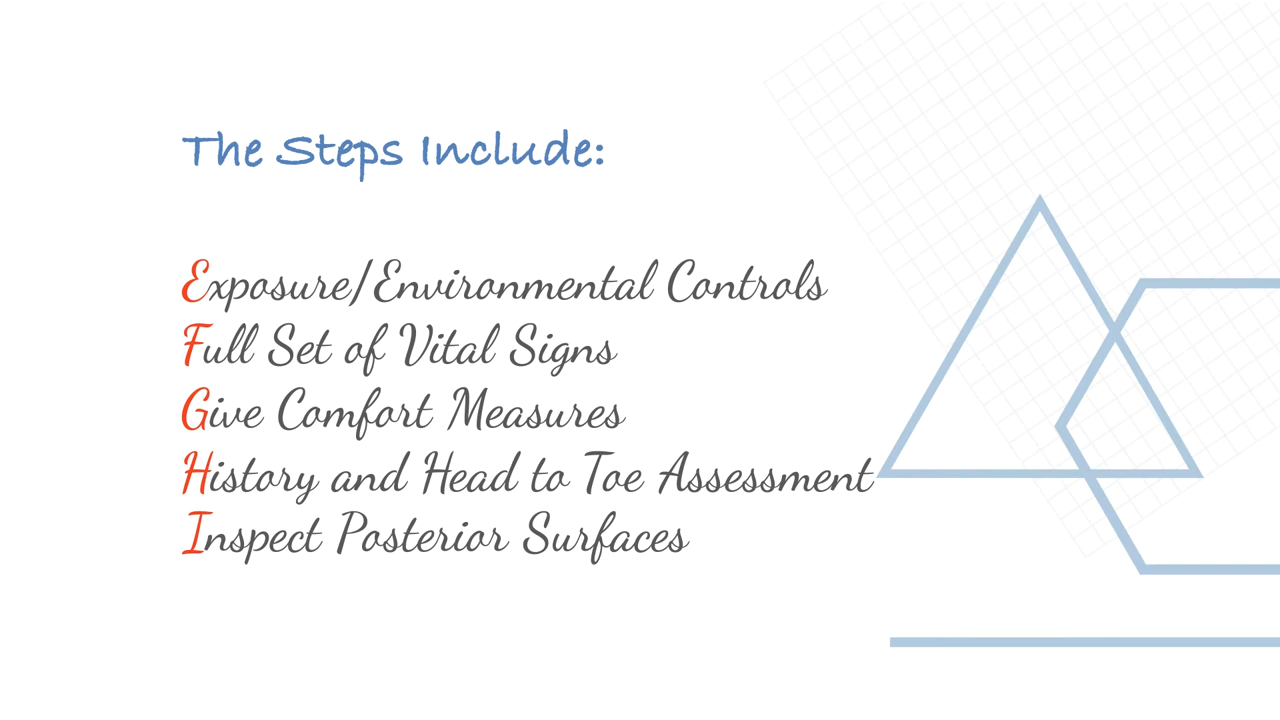 The Steps Include:
Exposure/Environmental Controls
Full Set of Vital Signs
Give Comfort Measures
History and Head to Toe Assessment
Inspect Posterior Surfaces